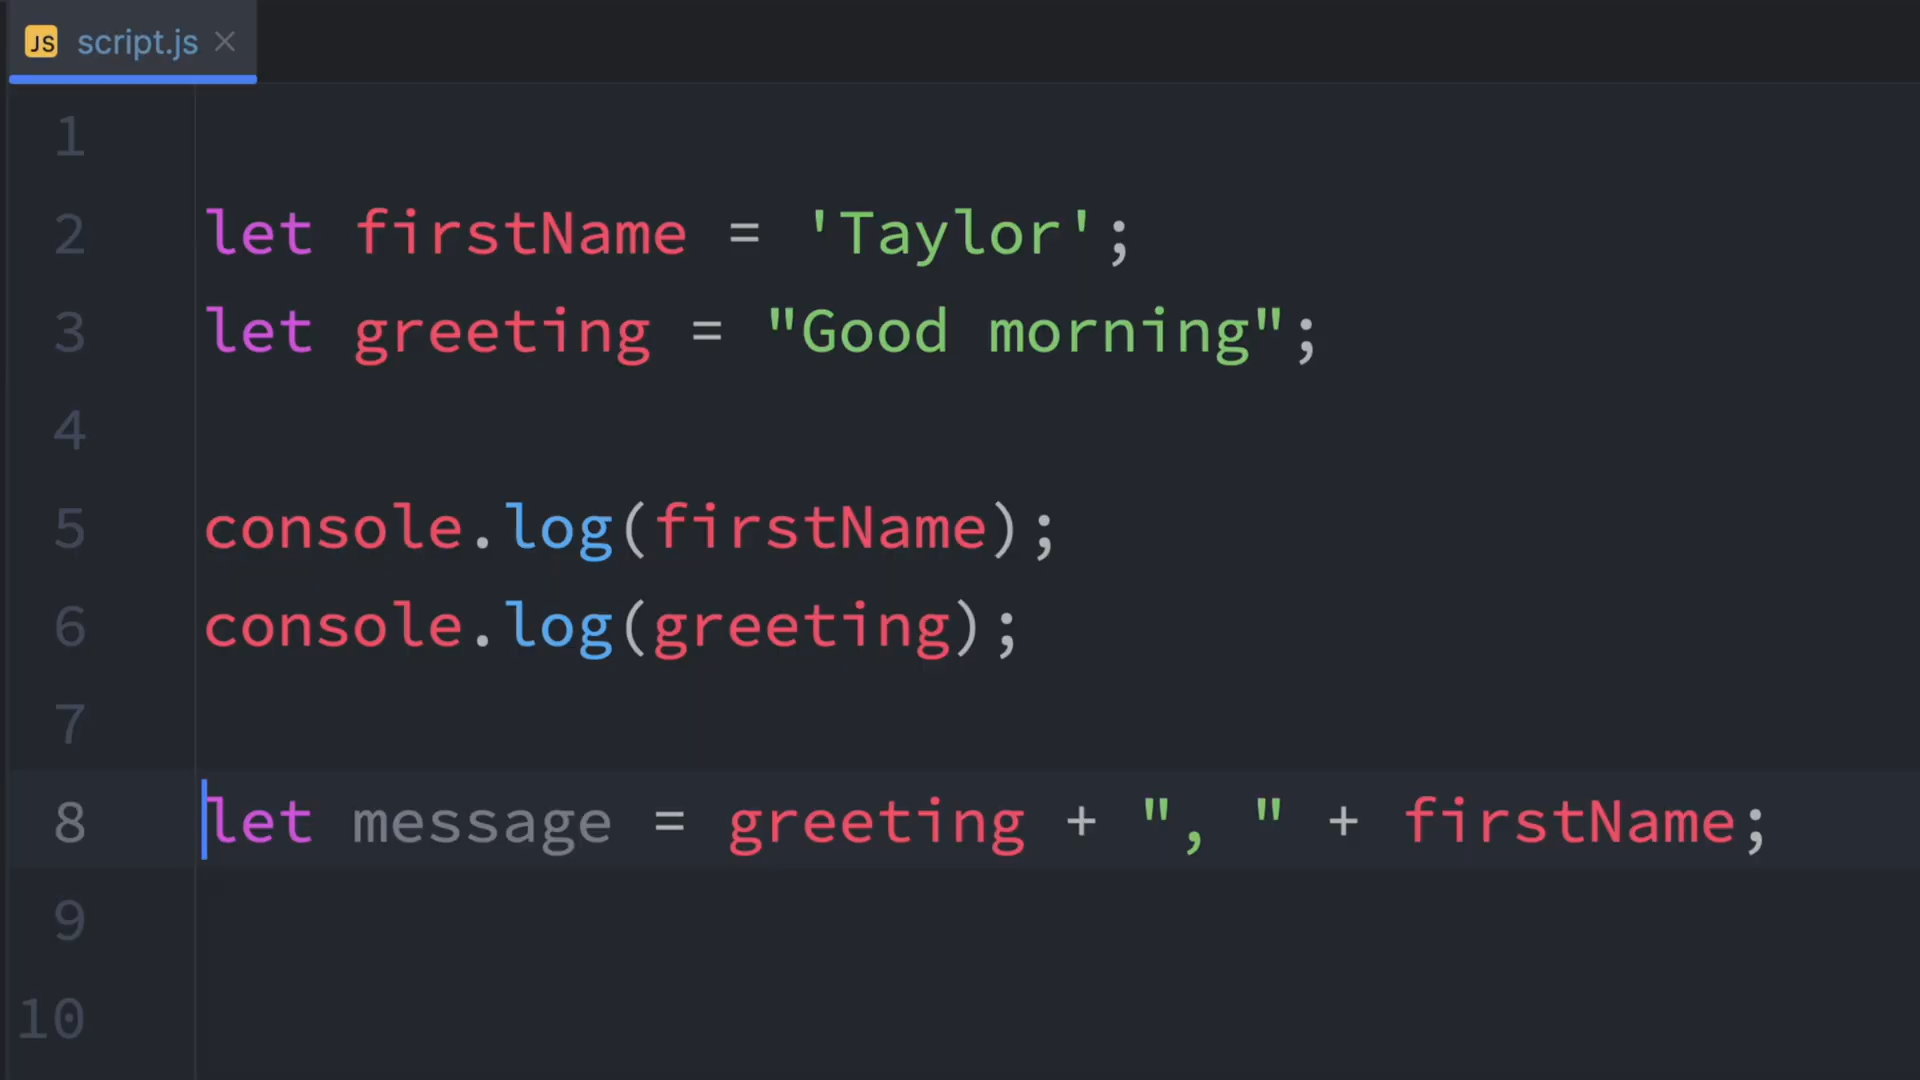 JS script.js
1
2 let firstName = 'Taylor';
3 let greeting = "Good morning";
4
5 console.log(firstName);
6 console.log(greeting);
7
8 let message = greeting + ", " + firstName;
9
10